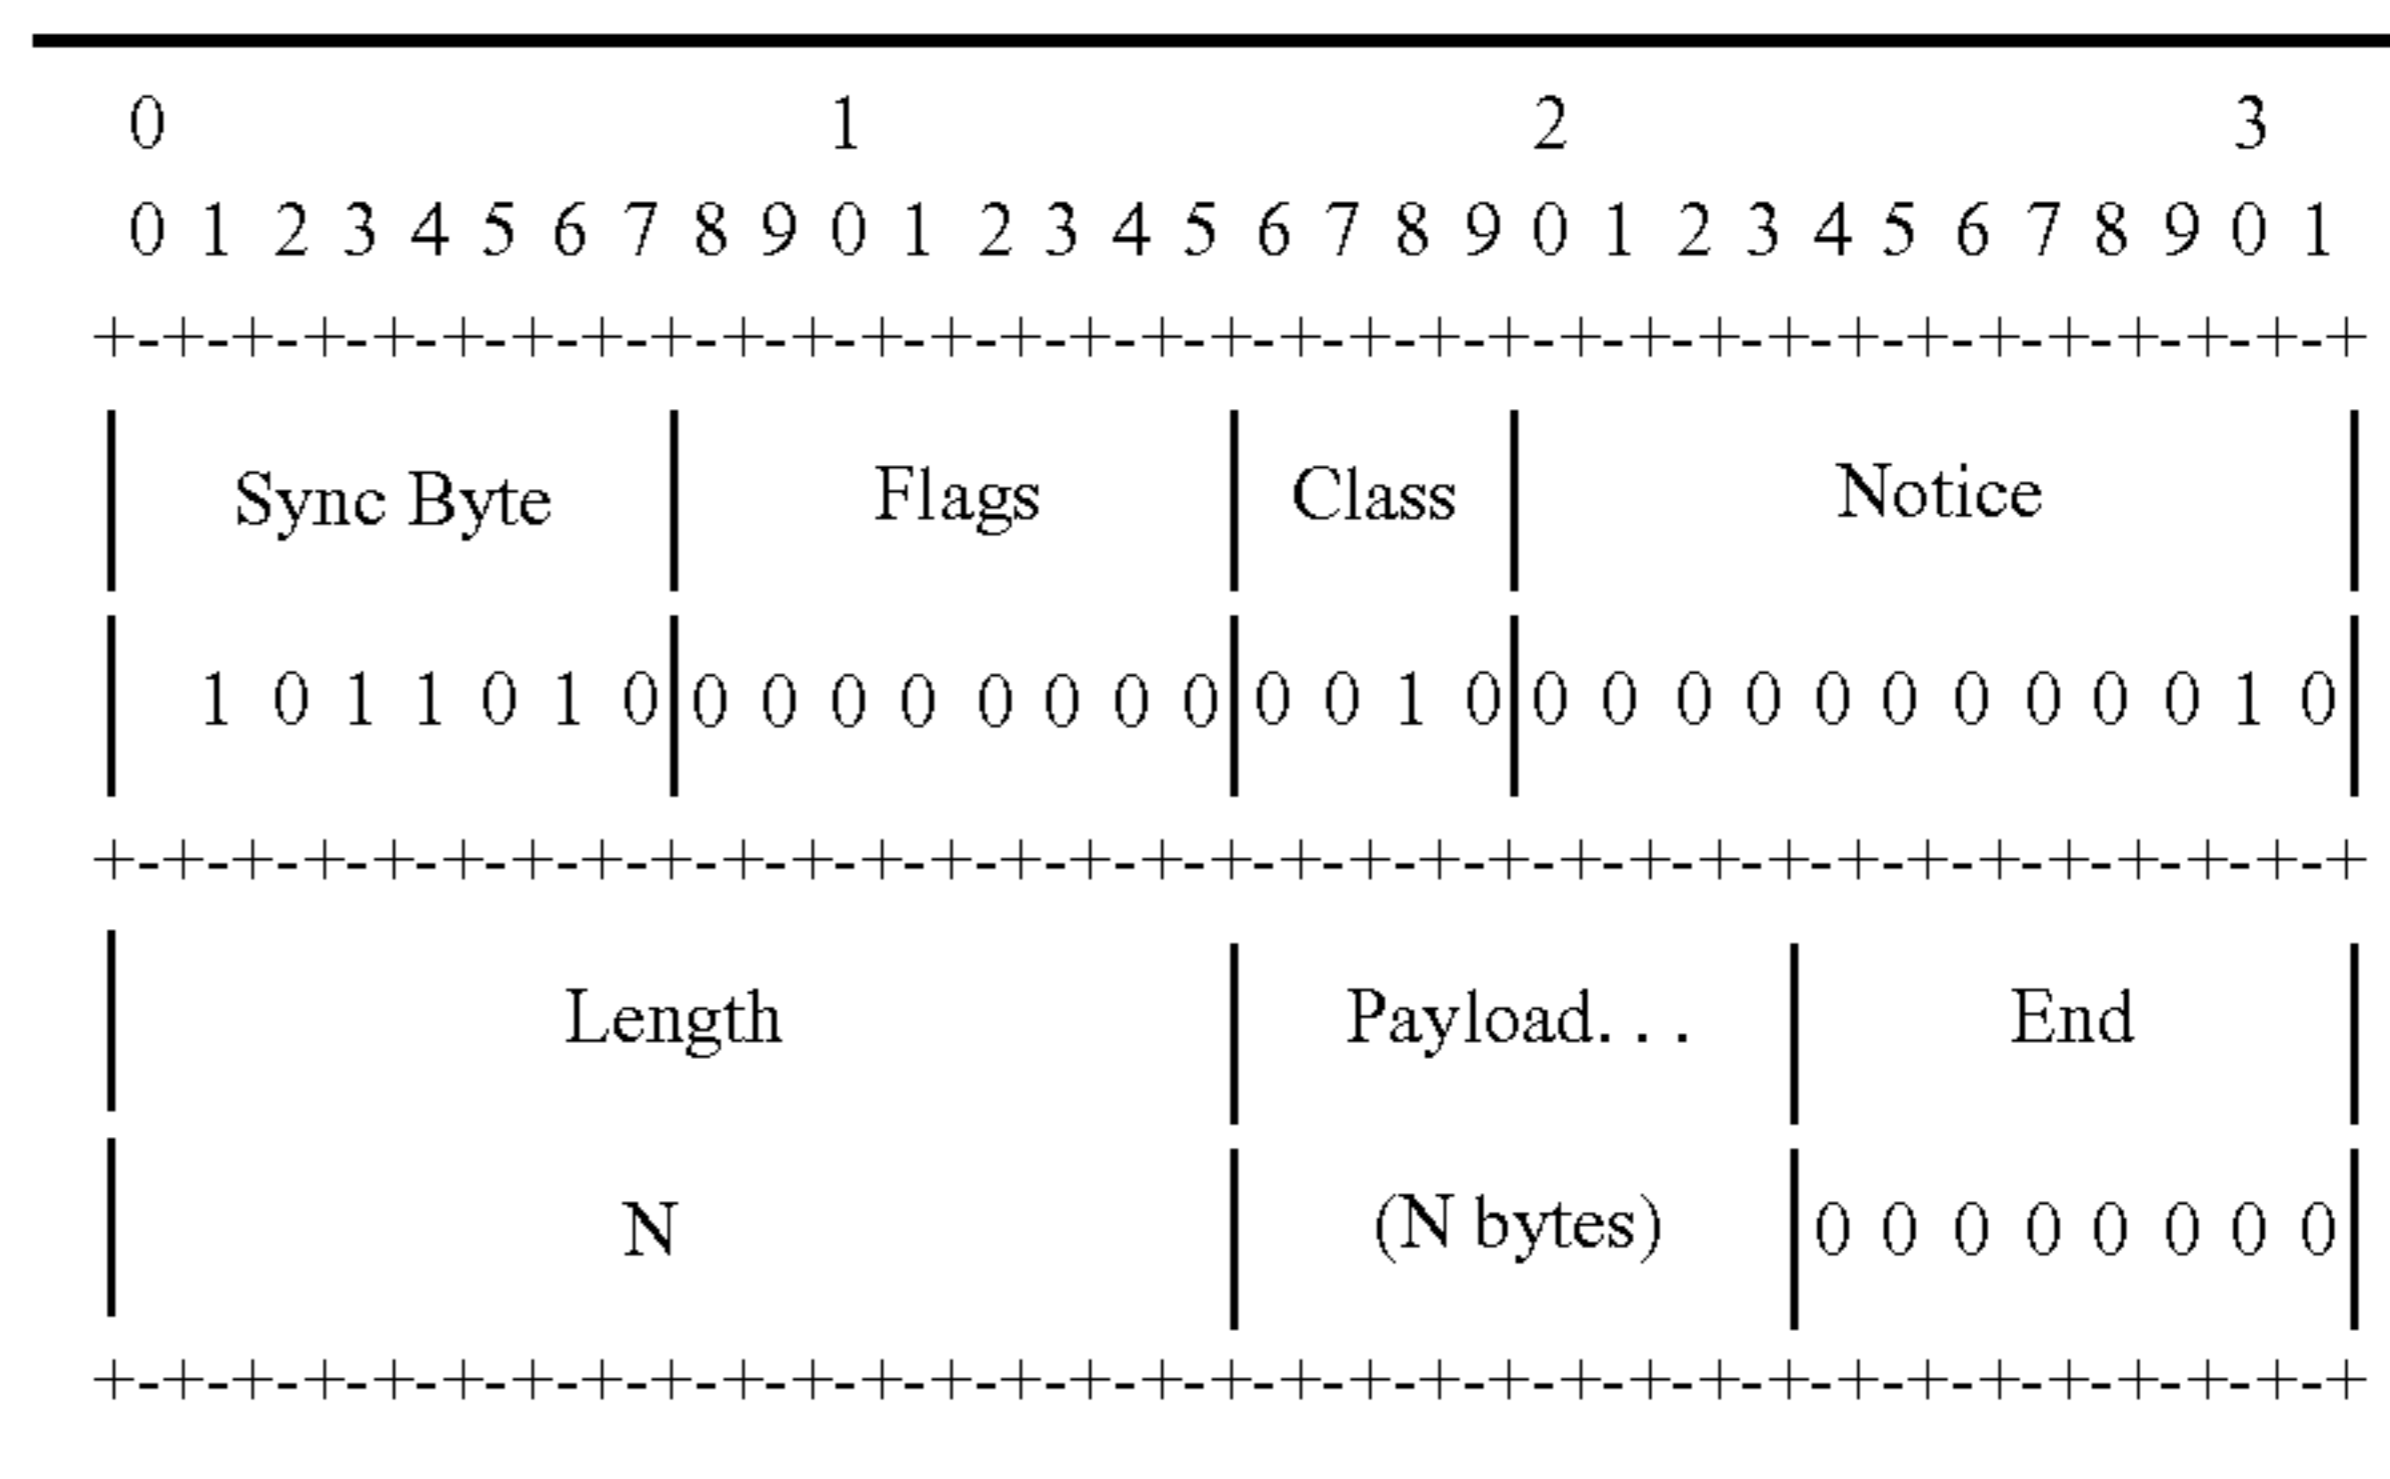 0 1 2 3
0 1 2 3 4 5 6 7 8 9 0 1 2 3 4 5 6 7 8 9 0 1 2 3 4 5 6 7 8 9 0 1
+-+-+-+-+-+-+-+-+-+-+-+-+-+-+-+-+-+-+-+-+-+-+-+-+-+-+-+-+-+-+-+-+
| Sync Byte | Flags | Class | Notice |
| 1 0 1 1 0 1 0|0 0 0 0 0 0 0 0|0 0 1 0|0 0 0 0 0 0 0 0 0 0 1 0|
+-+-+-+-+-+-+-+-+-+-+-+-+-+-+-+-+-+-+-+-+-+-+-+-+-+-+-+-+-+-+-+-+
| Length | Payload. . . | End |
| N | (N bytes) |0 0 0 0 0 0 0 0|
+-+-+-+-+-+-+-+-+-+-+-+-+-+-+-+-+-+-+-+-+-+-+-+-+-+-+-+-+-+-+-+-+